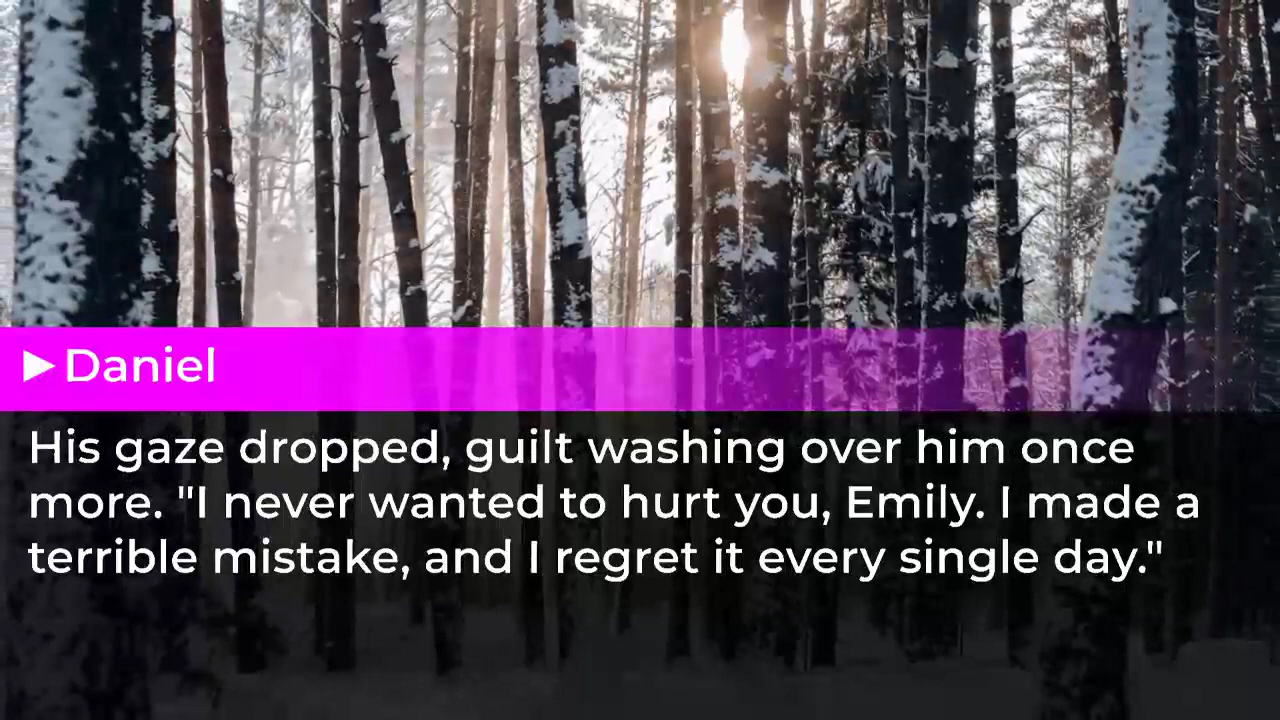 ▶Daniel
His gaze dropped, guilt washing over him once
more. "I never wanted to hurt you, Emily. I made a
terrible mistake, and I regret it every single day."